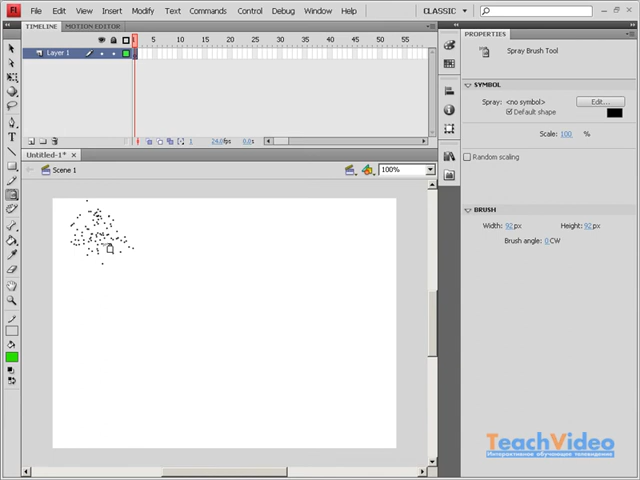 FL File Edit View Insert Modify Text Commands Control Debug Window Help CLASSIC
TIMELINE MOTION EDITOR
1 5 10 15 20 25 30 35 40 45 50 55
Layer 1
1 24.0fps 0.0s
Untitled-1*
Scene 1 100%
PROPERTIES
Spray Brush Tool
SYMBOL
Spray: <no symbol> Edit...
Default shape
Scale: 100 %
Random scaling
BRUSH
Width: 92 px Height: 92 px
Brush angle: 0 CW
TeachVideo
Интерактивное обучающее телевидение